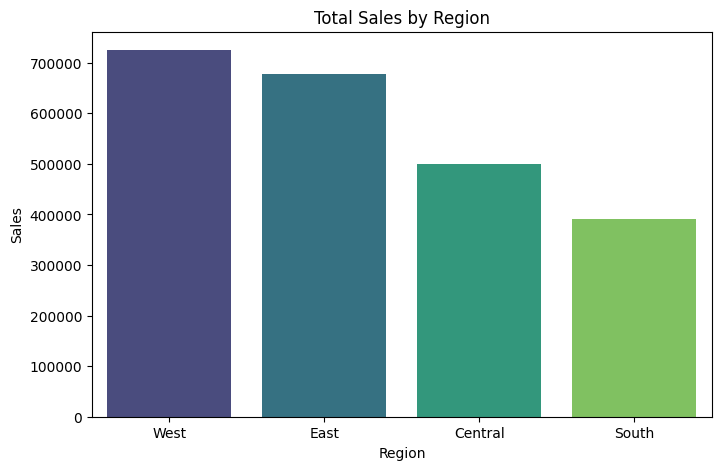 Total Sales by Region
Sales
700000
600000
500000
400000
300000
200000
100000
0
West East Central South
Region